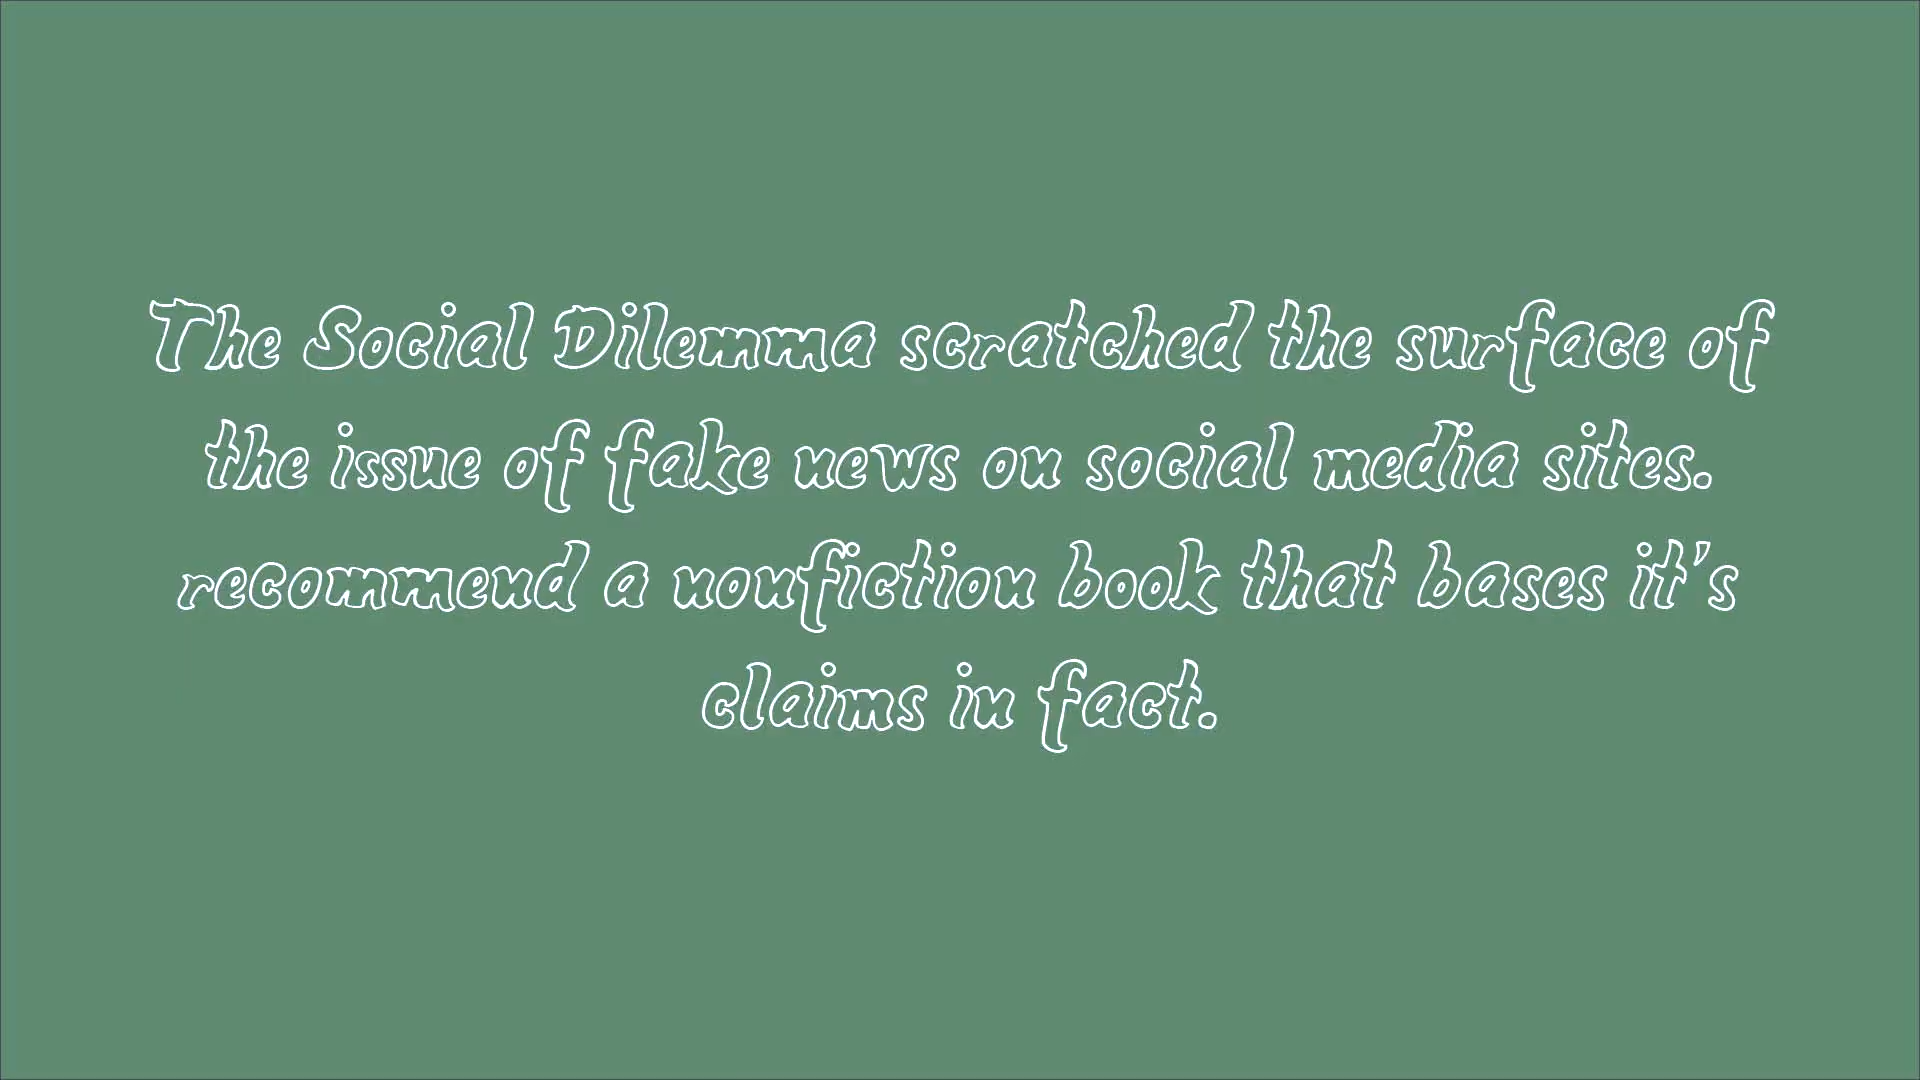 The Social Dilemma scratched the surface of
the issue of fake news on social media sites.
recommend a nonfiction book that bases it's
claims in fact.